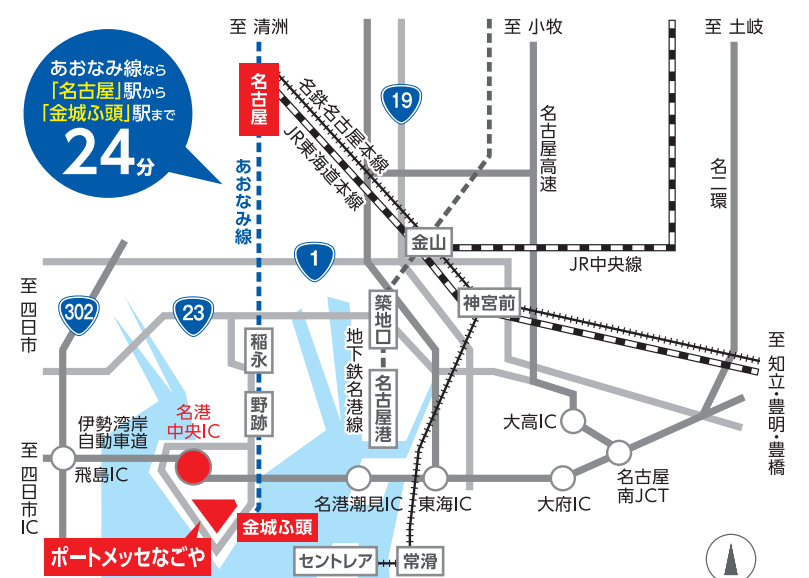 至 清洲
至 小牧
至 土岐
あおなみ線なら
「名古屋」駅から
「金城ふ頭」駅まで
24分
名古屋
名鉄名古屋本線
JR東海道本線
19
名古屋高速
名二環
あおなみ線
金山
JR中央線
1
至 四日市
302
23
築地口
神宮前
地下鉄名港線
稲永
名古屋港
至 知立・豊明・豊橋
野跡
名港
中央IC
伊勢湾岸
自動車道
大高IC
至 四日市IC
飛島IC
名港潮見IC
東海IC
大府IC
名古屋
南JCT
金城ふ頭
ポートメッセなごや
セントレア
常滑